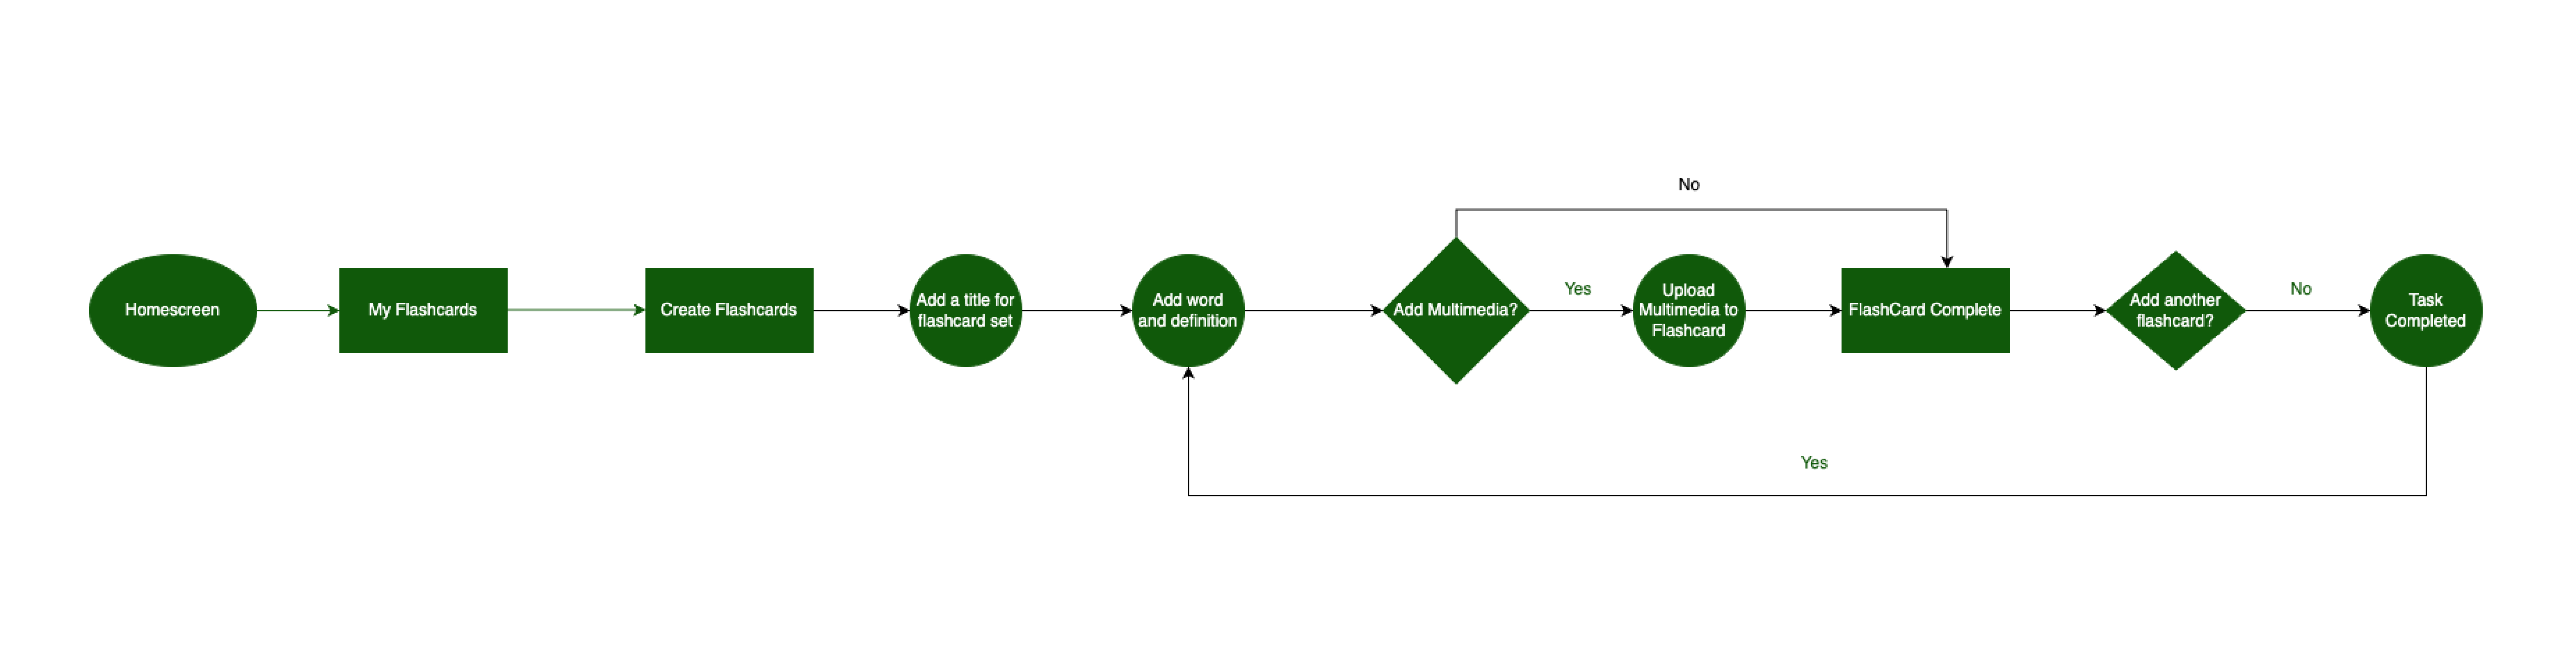 Homescreen
My Flashcards
Create Flashcards
Add a title for
flashcard set
Add word
and definition
Add Multimedia?
No
Yes
Upload
Multimedia to
Flashcard
FlashCard Complete
Add another
flashcard?
No
Task
Completed
Yes